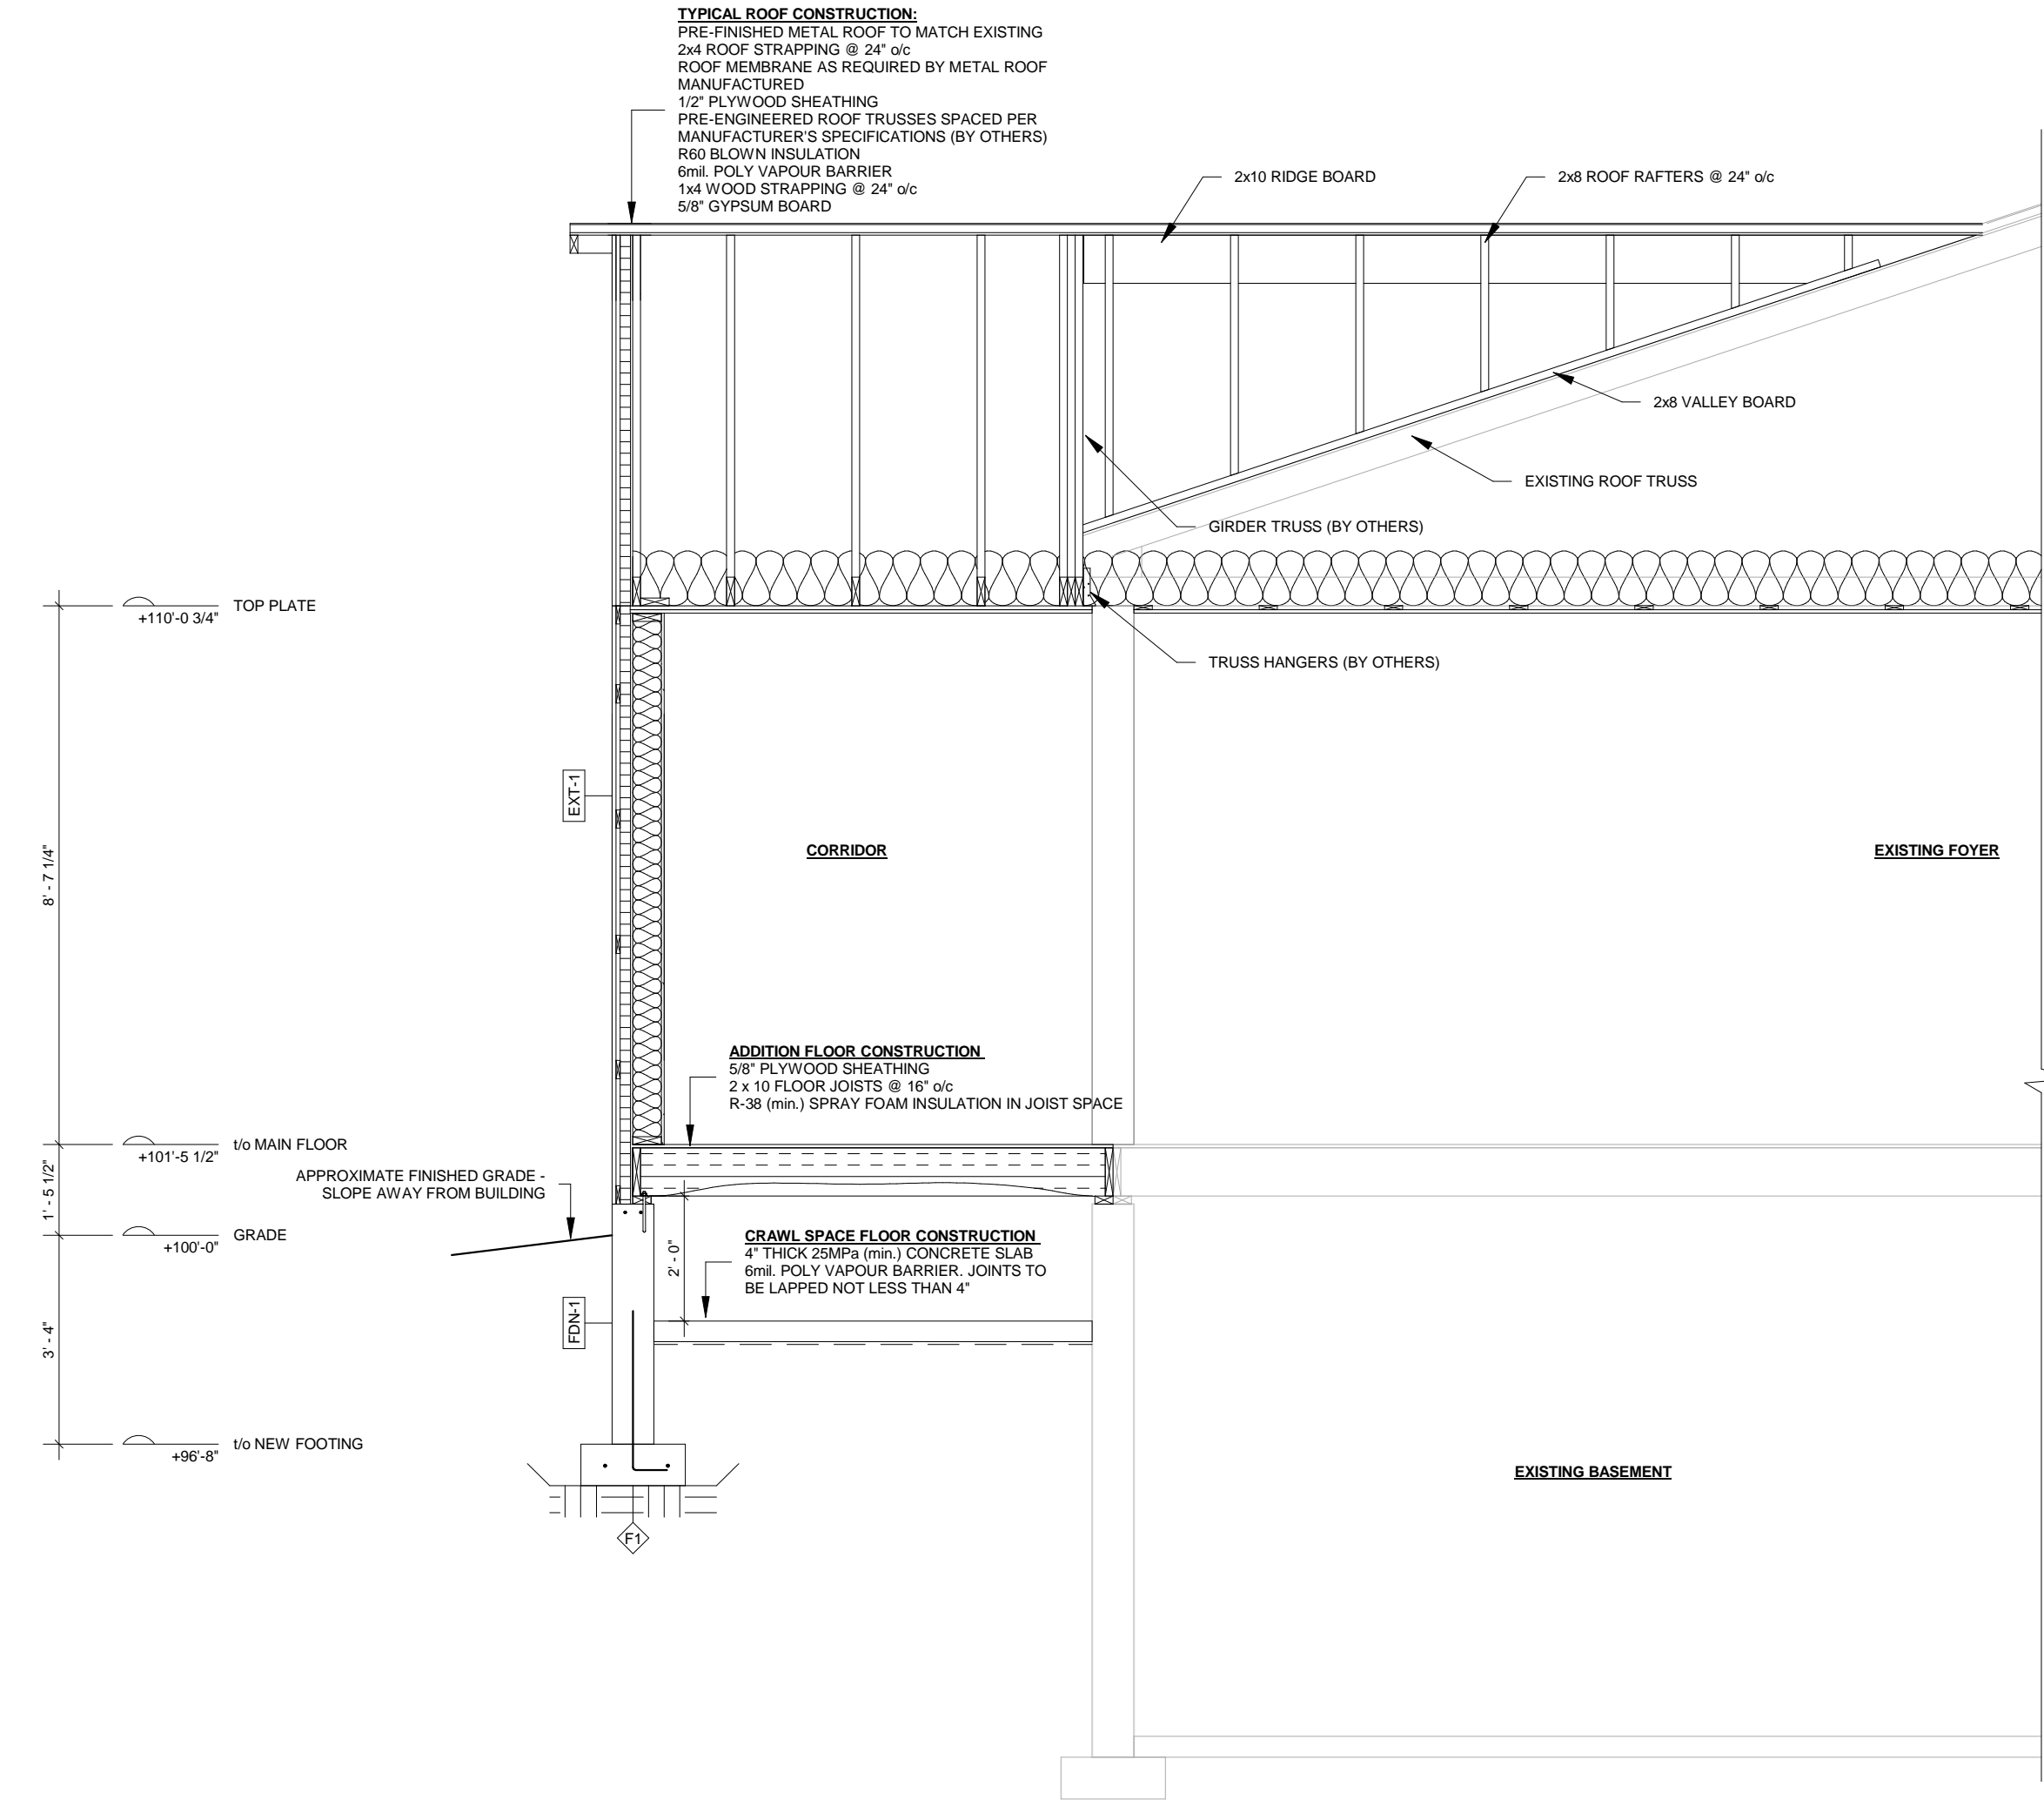 TYPICAL ROOF CONSTRUCTION:
PRE-FINISHED METAL ROOF TO MATCH EXISTING
2x4 ROOF STRAPPING @ 24" o/c
ROOF MEMBRANE AS REQUIRED BY METAL ROOF
MANUFACTURED
1/2" PLYWOOD SHEATHING
PRE-ENGINEERED ROOF TRUSSES SPACED PER
MANUFACTURER'S SPECIFICATIONS (BY OTHERS)
R60 BLOWN INSULATION
6mil. POLY VAPOUR BARRIER
1x4 WOOD STRAPPING @ 24" o/c
5/8" GYPSUM BOARD
2x10 RIDGE BOARD
2x8 ROOF RAFTERS @ 24" o/c
2x8 VALLEY BOARD
EXISTING ROOF TRUSS
GIRDER TRUSS (BY OTHERS)
TRUSS HANGERS (BY OTHERS)
TOP PLATE
+110'-0 3/4"
8' - 7 1/4"
EXT-1
CORRIDOR
EXISTING FOYER
ADDITION FLOOR CONSTRUCTION
5/8" PLYWOOD SHEATHING
2 x 10 FLOOR JOISTS @ 16" o/c
R-38 (min.) SPRAY FOAM INSULATION IN JOIST SPACE
t/o MAIN FLOOR
+101'-5 1/2"
1' - 5 1/2"
APPROXIMATE FINISHED GRADE -
SLOPE AWAY FROM BUILDING
GRADE
+100'-0"
2' - 0"
CRAWL SPACE FLOOR CONSTRUCTION
4" THICK 25MPa (min.) CONCRETE SLAB
6mil. POLY VAPOUR BARRIER. JOINTS TO
BE LAPPED NOT LESS THAN 4"
FDN-1
3' - 4"
t/o NEW FOOTING
+96'-8"
EXISTING BASEMENT
F1